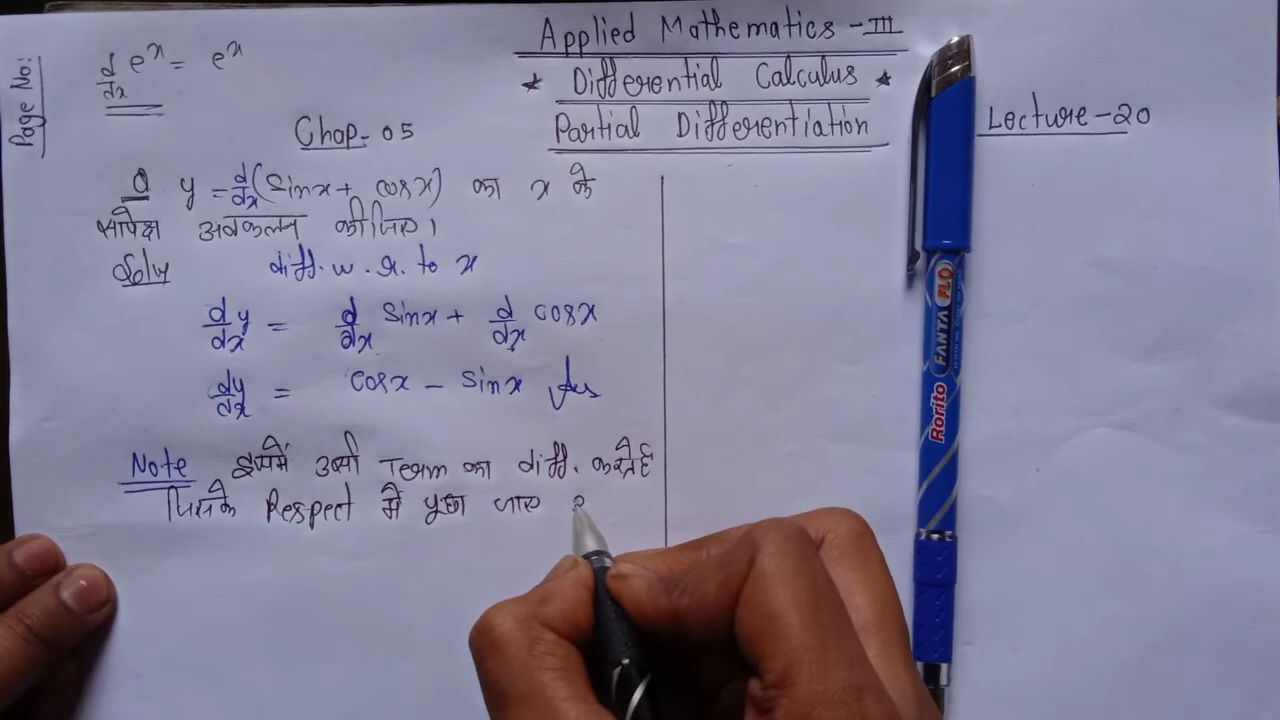 Page No:
d/dx e^x = e^x
Applied Mathematics - III
* Differential Calculus *
Partial Differentiation
Lecture - 20
Chap- 05
Q y = d/dx (sinx + cosx) का x के
सापेक्ष अवकलन कीजिए।
Soln diff. w. r. to x
d/dx y = d/dx sinx + d/dx cosx
dy/dx = cosx - sinx Ans
Note इसमें उसी Term का diff. करते है
जिसके Respect मे पूछा जाए
Rorito FANTA FLO